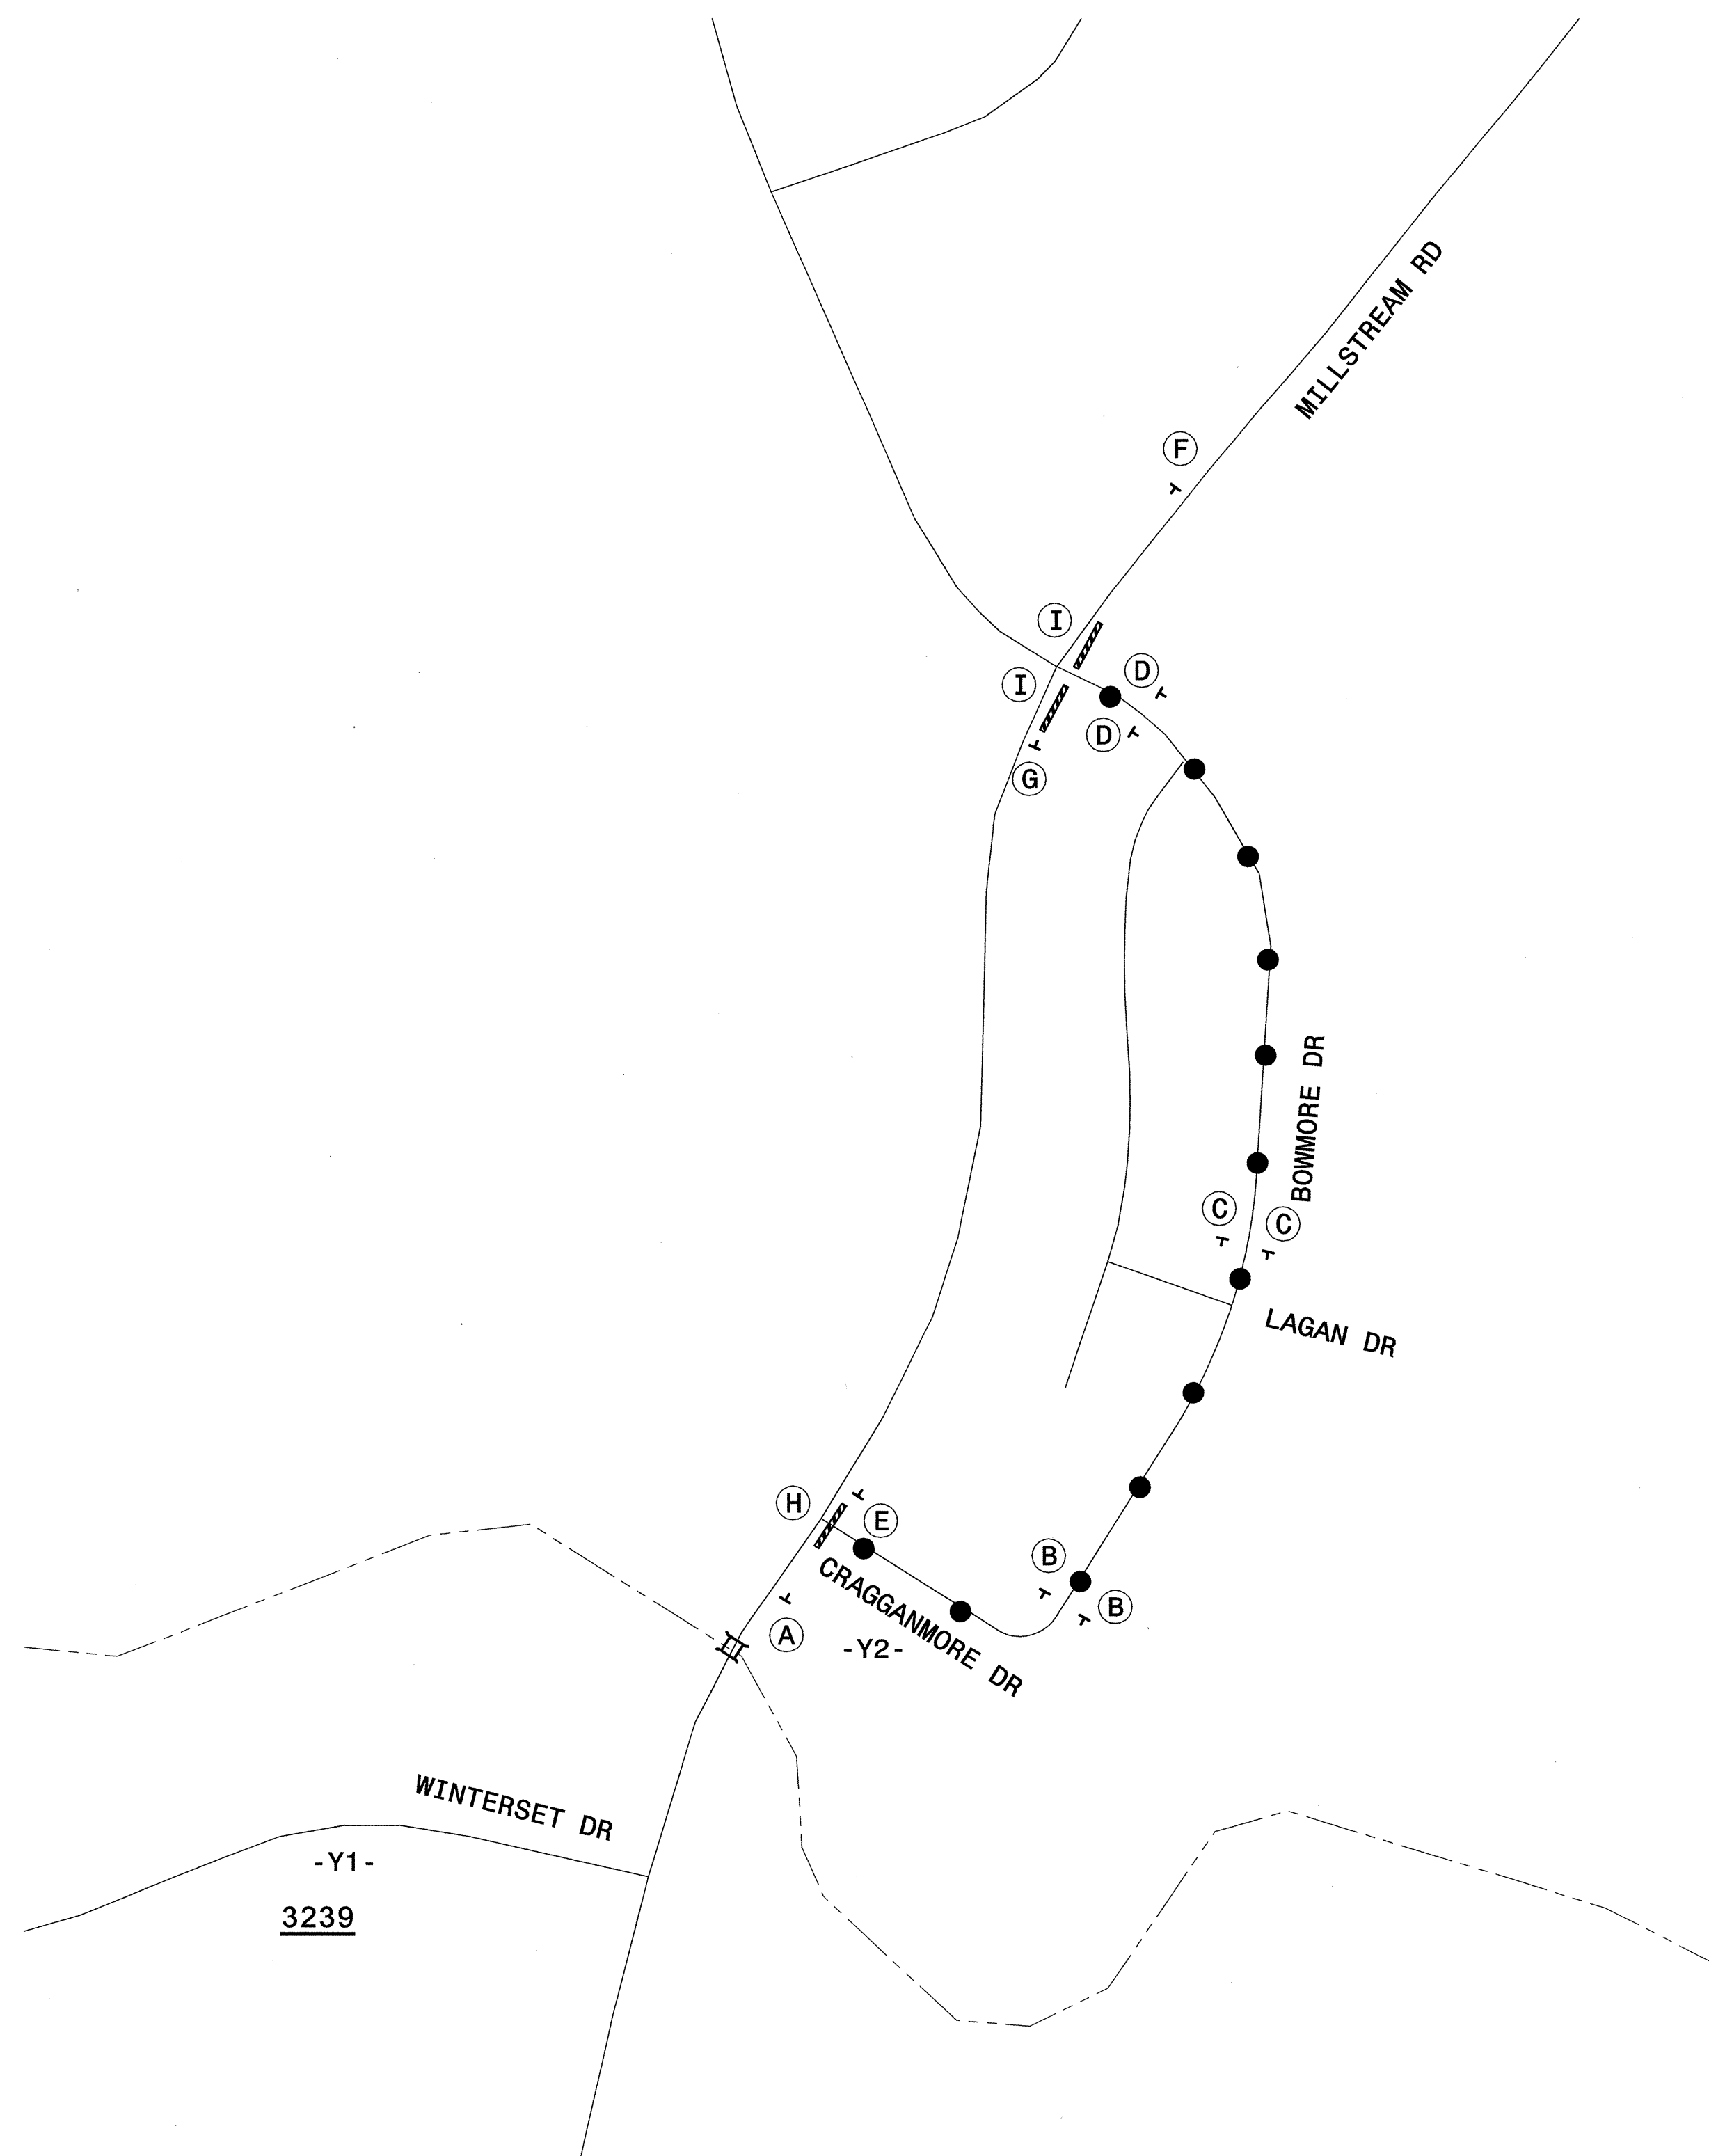 MILLSTREAM RD
F
I
D
I
D
G
BOWMORE DR
C
C
LAGAN DR
H
E
B
B
CRAGGANMORE DR
A
-Y2-
WINTERSET DR
-Y1-
3239